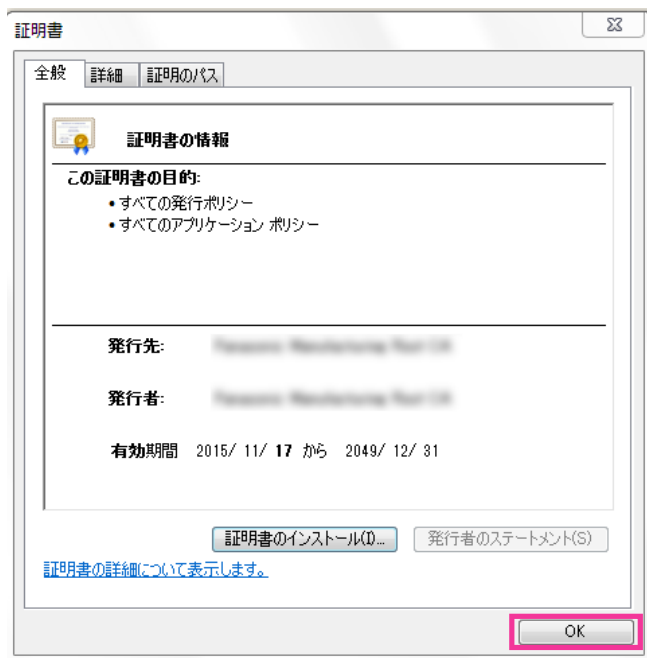 証明書
全般 詳細 証明のパス
証明書の情報
この証明書の目的:
• すべての発行ポリシー
• すべてのアプリケーション ポリシー
発行先:
発行者:
有効期間 2015/ 11/ 17 から 2049/ 12/ 31
証明書のインストール(I)... 発行者のステートメント(S)
証明書の詳細について表示します。
OK